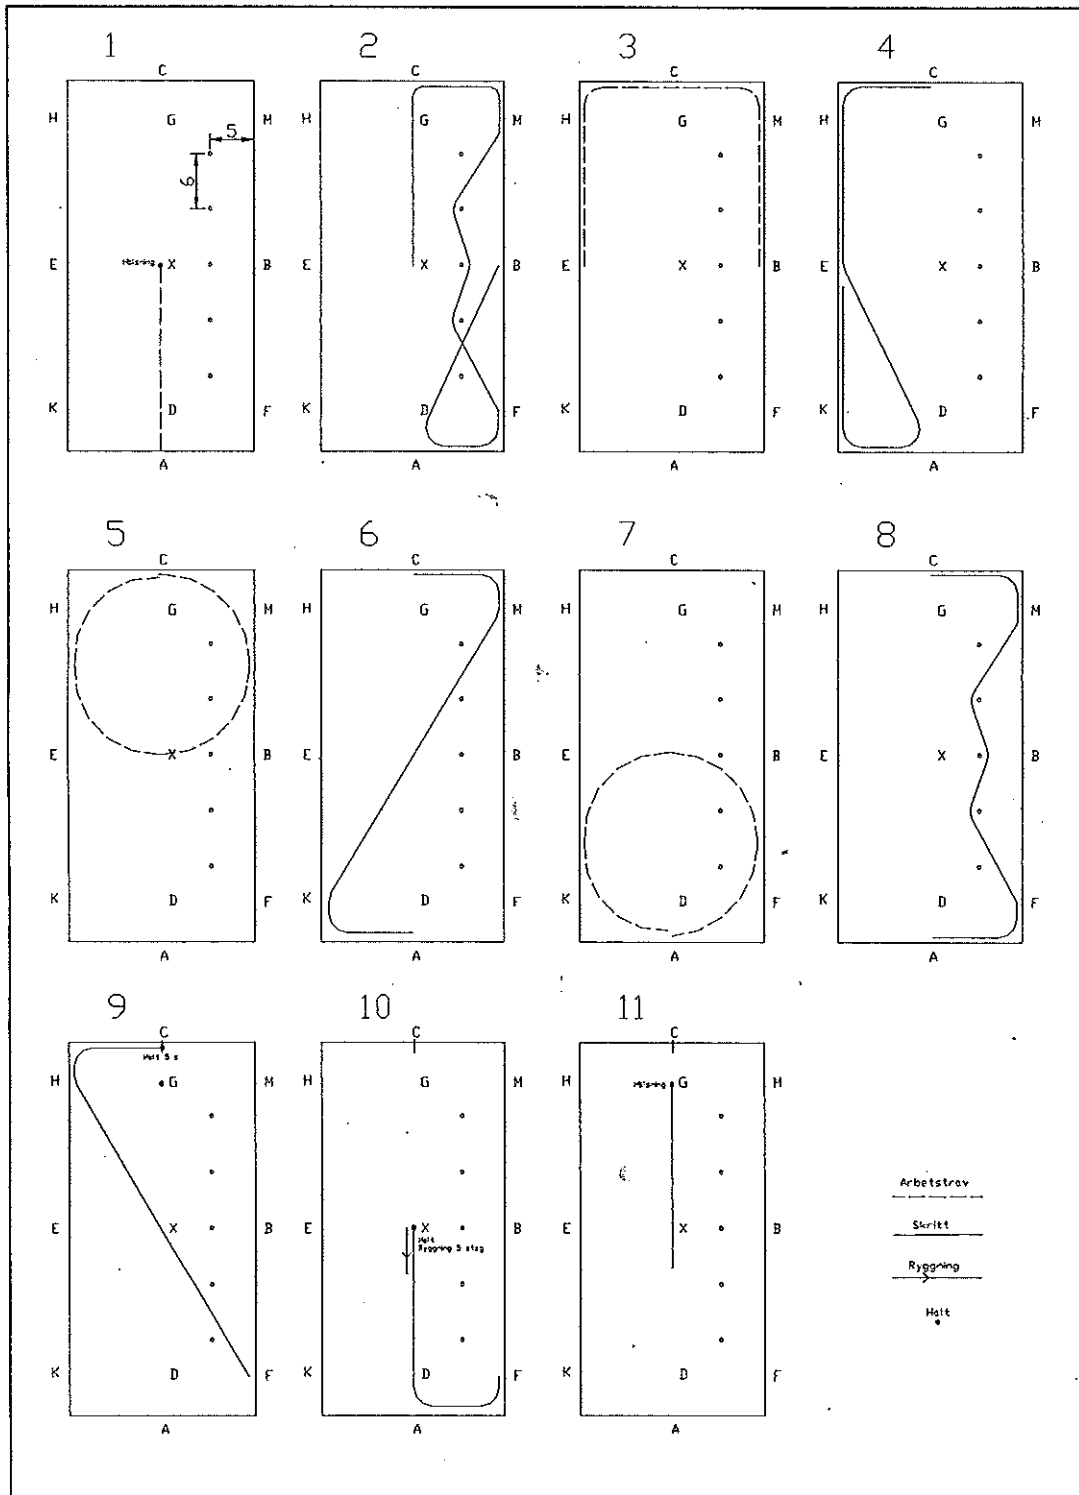 1 2 3 4
C C C C
H G M H G M H G M H G M
5
6
Hälsning
E X B E X B E X B E X B
K D F K D F K D F K D F
A A A A
5 6 7 8
C C C C
H G M H G M H G M H G M
E X B E X B E X B E X B
K D F K D F K D F K D F
A A A A
9 10 11
C C C
Halt 5 s
H G M H G M H Hälsning G M
Arbetstrav
E X B E X B E X B
Skritt
Halt
Ryggning 5 steg
Ryggning
Halt
K D F K D F K D F
A A A